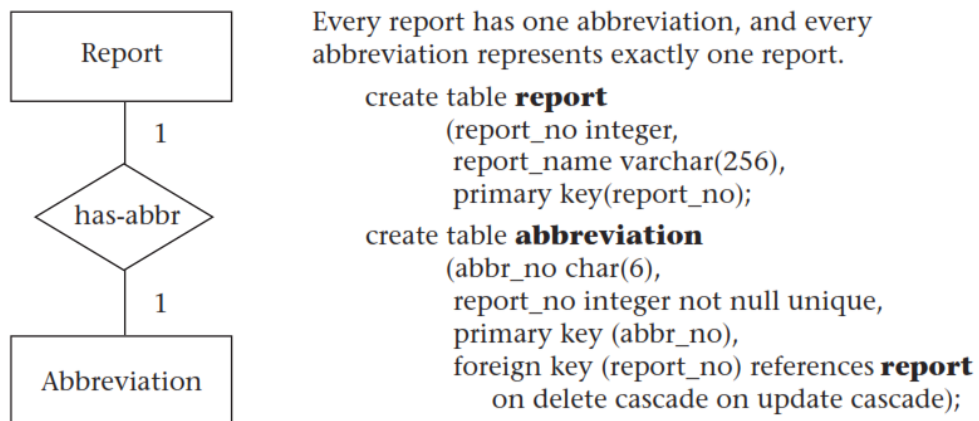 Report
1
has-abbr
1
Abbreviation
Every report has one abbreviation, and every
abbreviation represents exactly one report.
create table report
(report_no integer,
report_name varchar(256),
primary key(report_no);
create table abbreviation
(abbr_no char(6),
report_no integer not null unique,
primary key (abbr_no),
foreign key (report_no) references report
on delete cascade on update cascade);